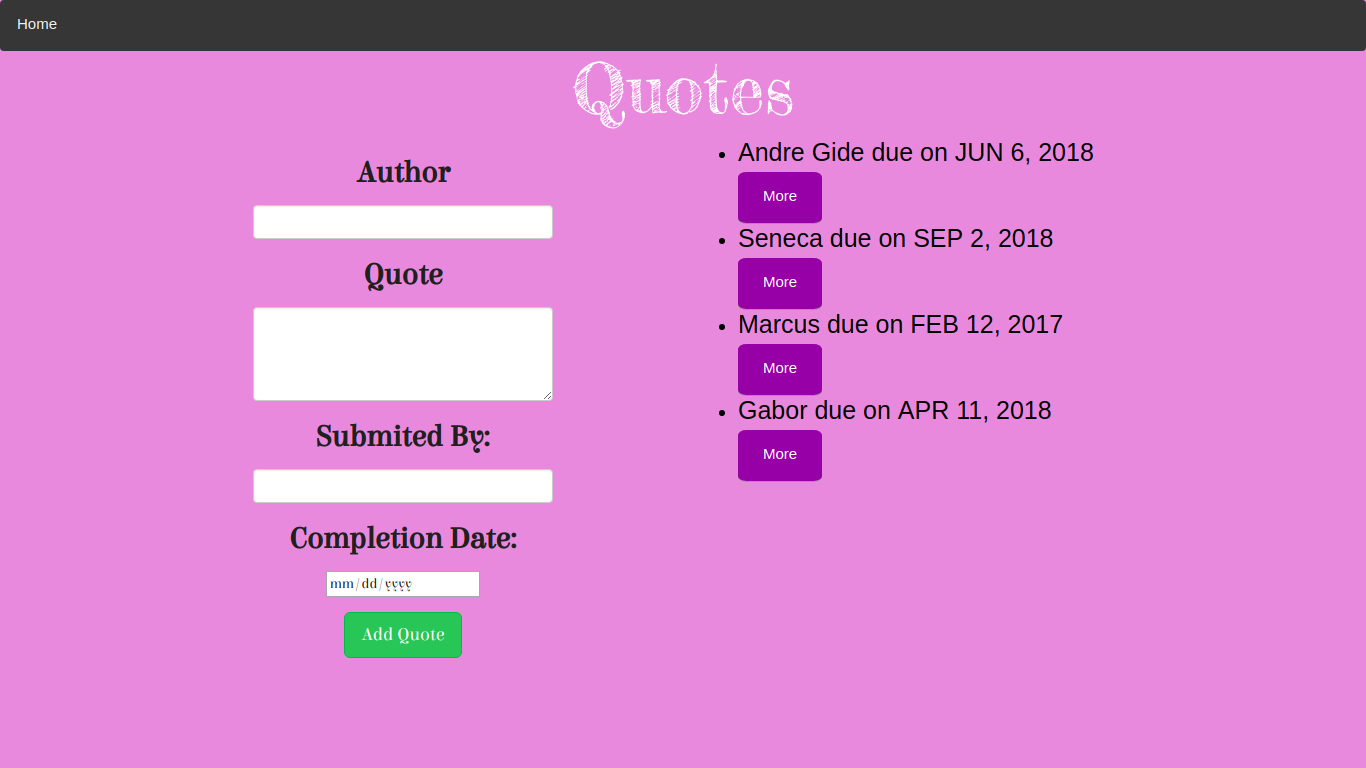 Home
Quotes
Author
Quote
Submited By:
Completion Date:
mm/dd/yyyy
Add Quote
Andre Gide due on JUN 6, 2018
More
Seneca due on SEP 2, 2018
More
Marcus due on FEB 12, 2017
More
Gabor due on APR 11, 2018
More